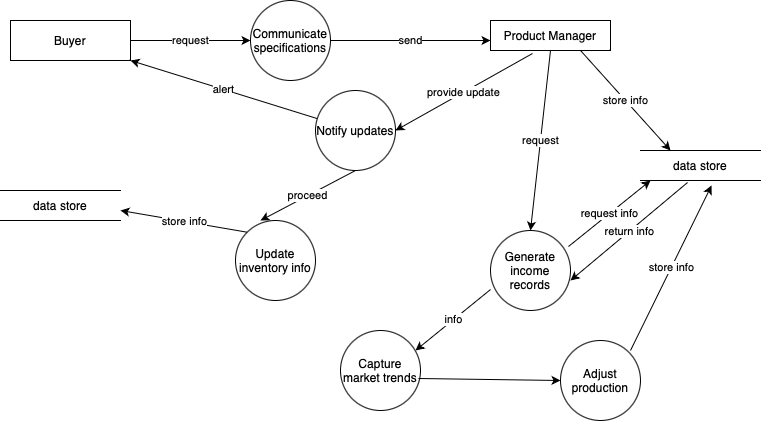 Buyer
request
Communicate
specifications
send
Product Manager
alert
provide update
store info
Notify updates
request
data store
proceed
data store
store info
request info
return info
Update
inventory info
Generate
income
records
store info
info
Capture
market trends
Adjust
production